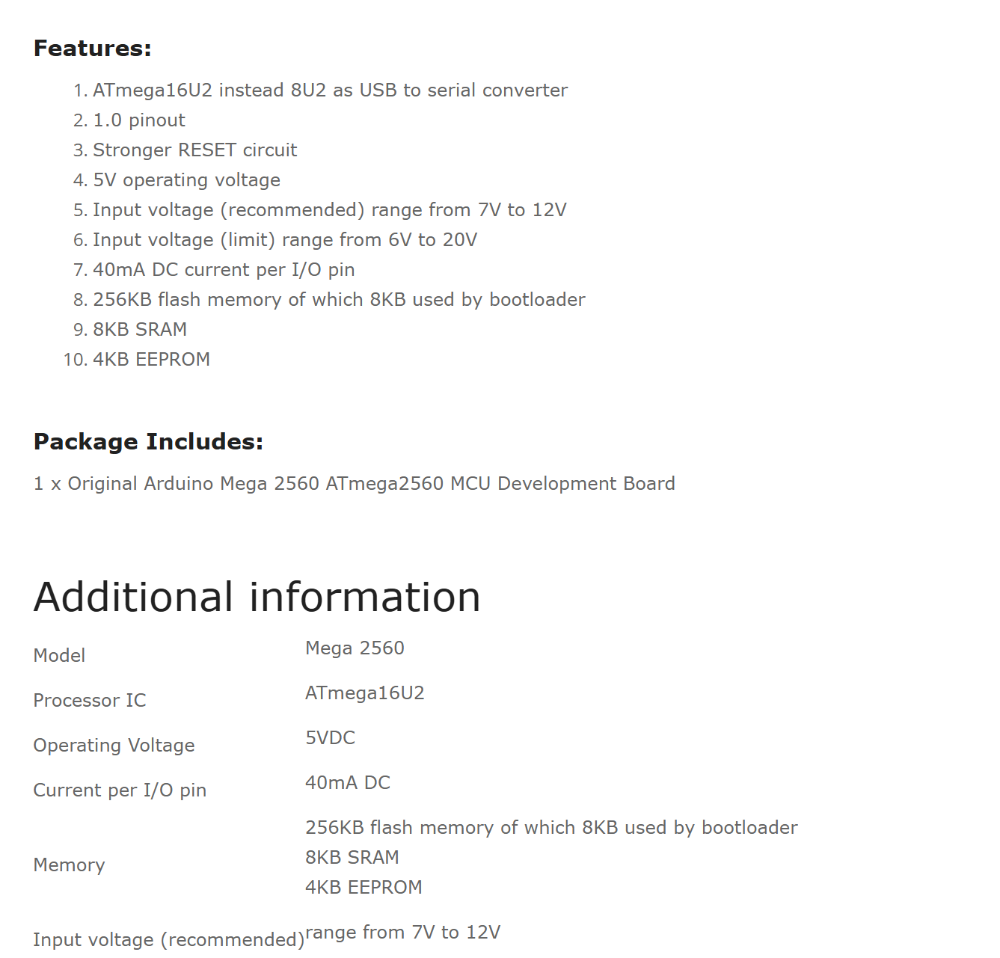 Features:
1. ATmega16U2 instead 8U2 as USB to serial converter
2. 1.0 pinout
3. Stronger RESET circuit
4. 5V operating voltage
5. Input voltage (recommended) range from 7V to 12V
6. Input voltage (limit) range from 6V to 20V
7. 40mA DC current per I/O pin
8. 256KB flash memory of which 8KB used by bootloader
9. 8KB SRAM
10. 4KB EEPROM
Package Includes:
1 x Original Arduino Mega 2560 ATmega2560 MCU Development Board
Additional information
Model Mega 2560
Processor IC ATmega16U2
Operating Voltage 5VDC
Current per I/O pin 40mA DC
256KB flash memory of which 8KB used by bootloader
Memory 8KB SRAM
4KB EEPROM
Input voltage (recommended) range from 7V to 12V